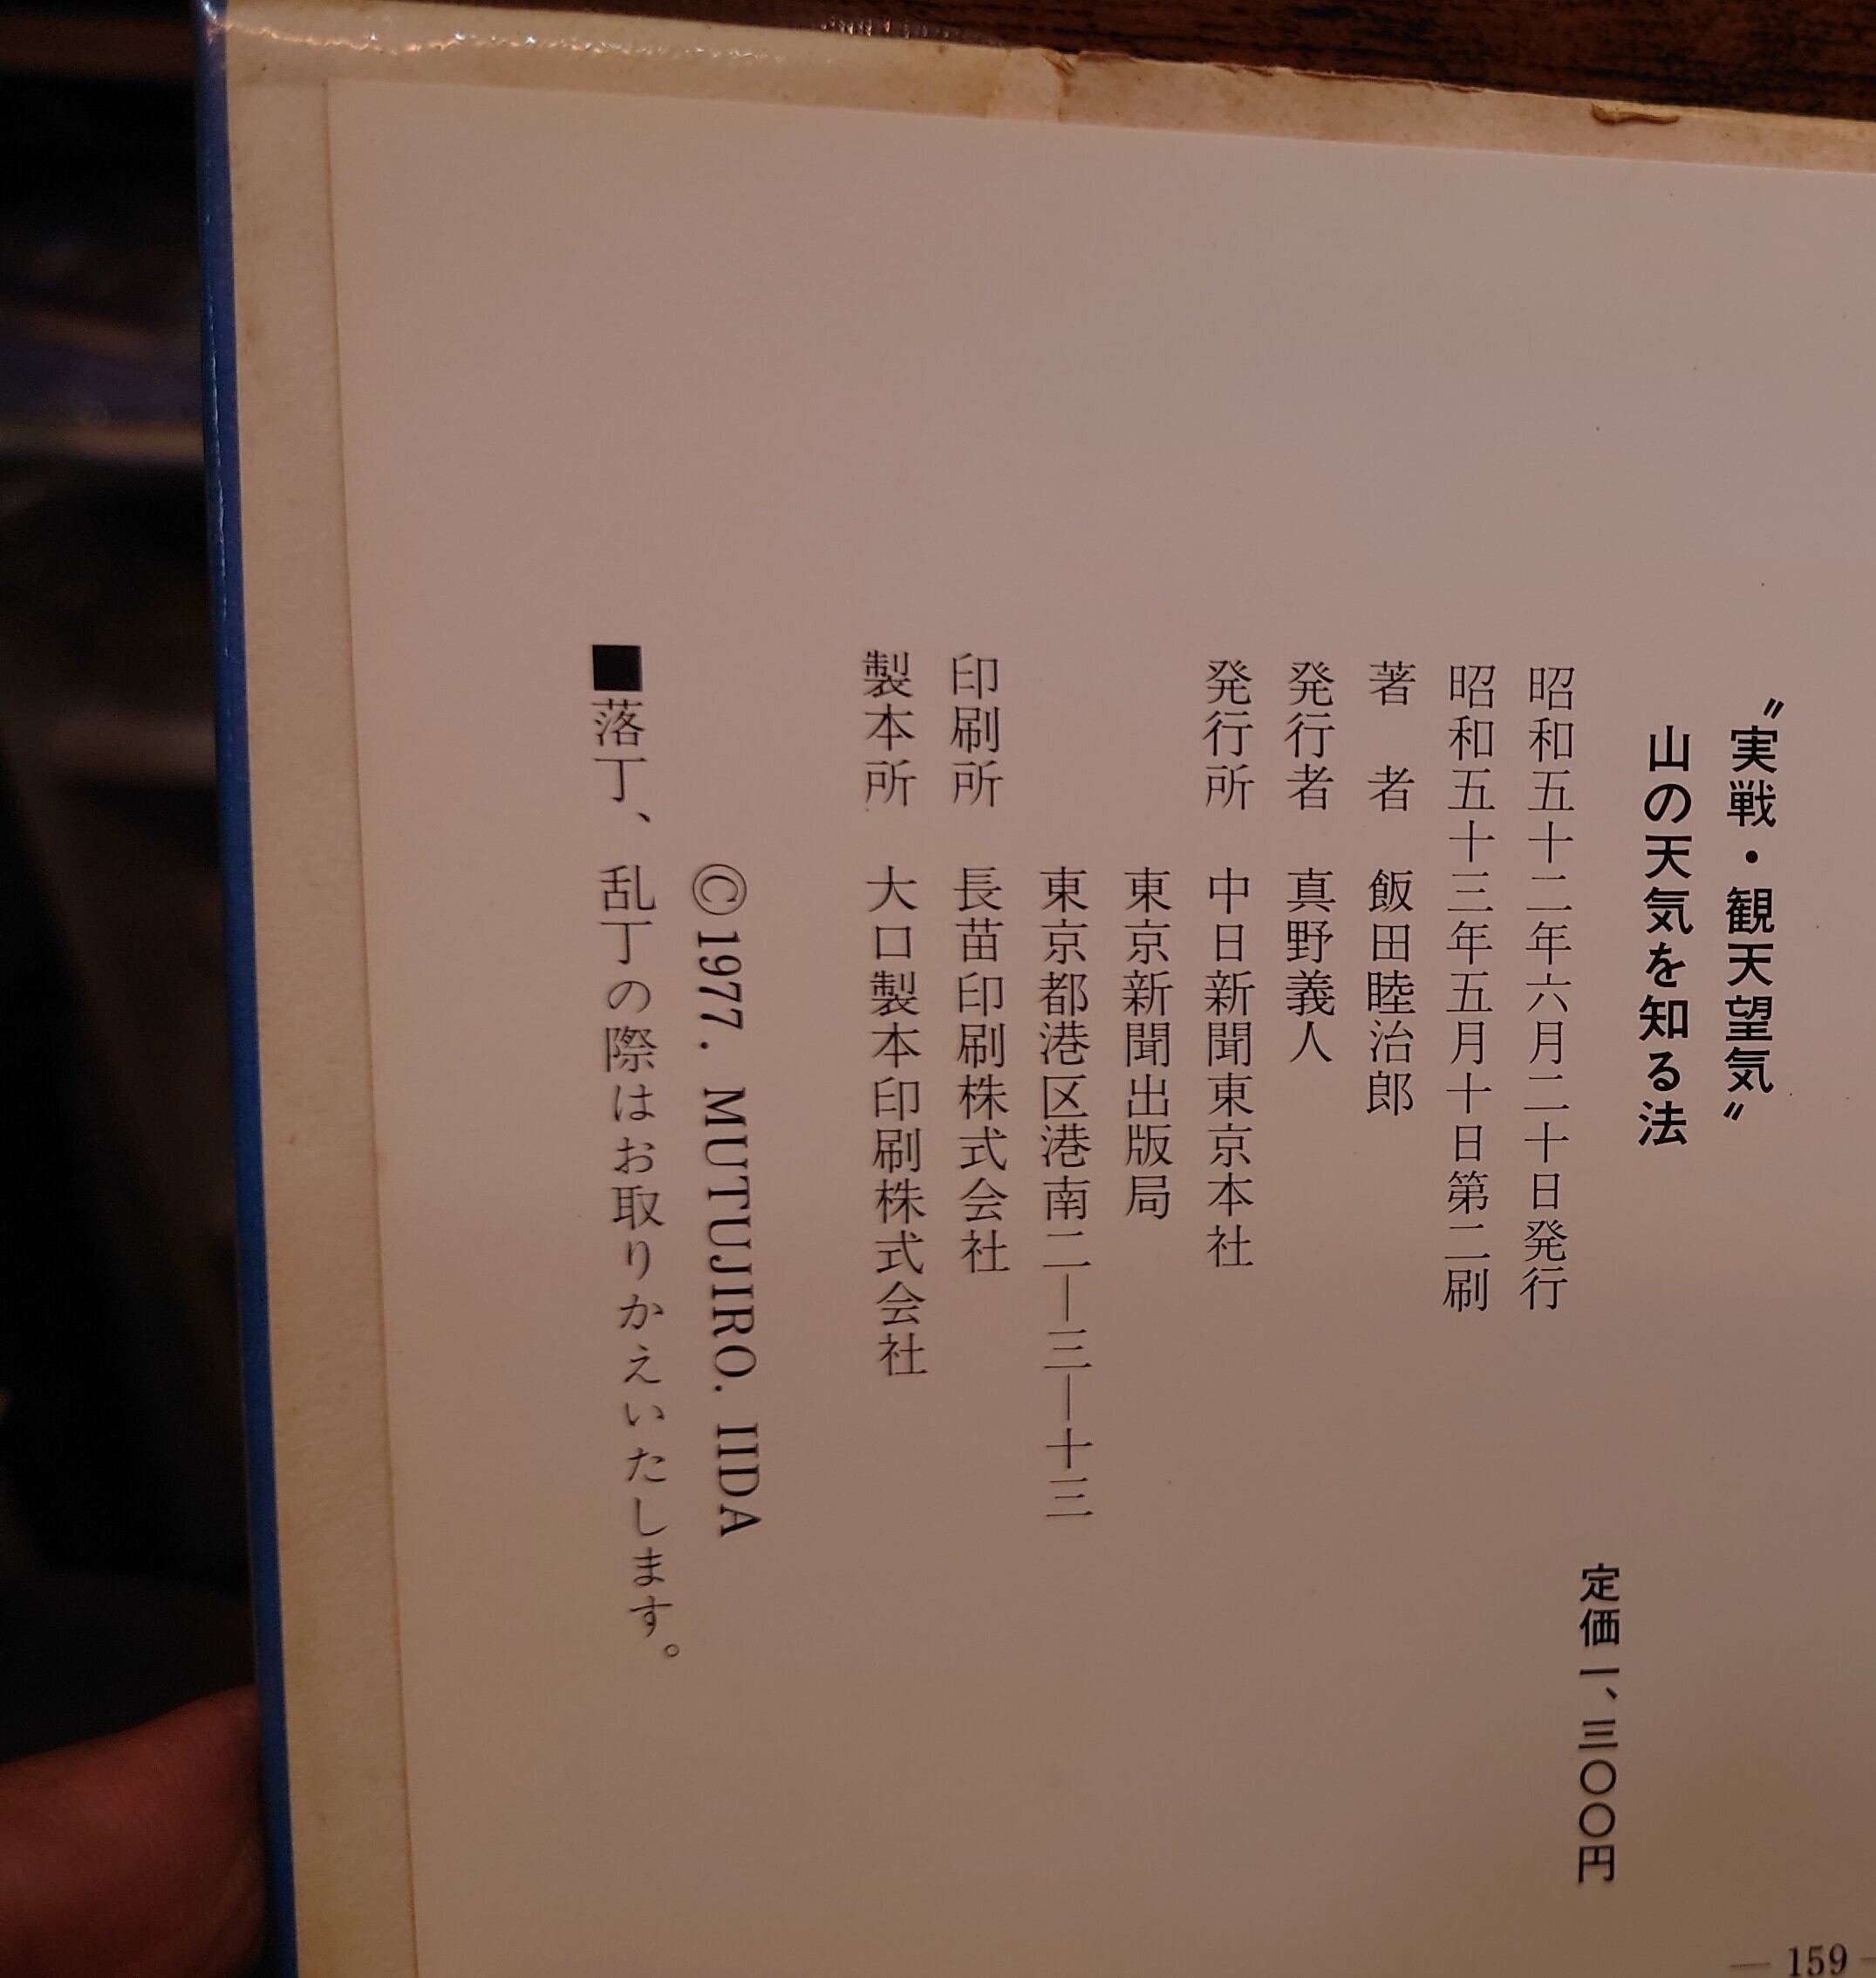 〝実戦・観天望気〟
山の天気を知る法
定価一、三〇〇円
昭和五十二年六月二十日発行
昭和五十三年五月十日第二刷
著　者　飯田睦治郎
発行者　真野義人
発行所　中日新聞東京本社
東京新聞出版局
東京都港区港南二―三―十三
印刷所　長苗印刷株式会社
製本所　大口製本印刷株式会社
©1977. MUTUJIRO. IIDA
■落丁、乱丁の際はお取りかえいたします。
— 159 —